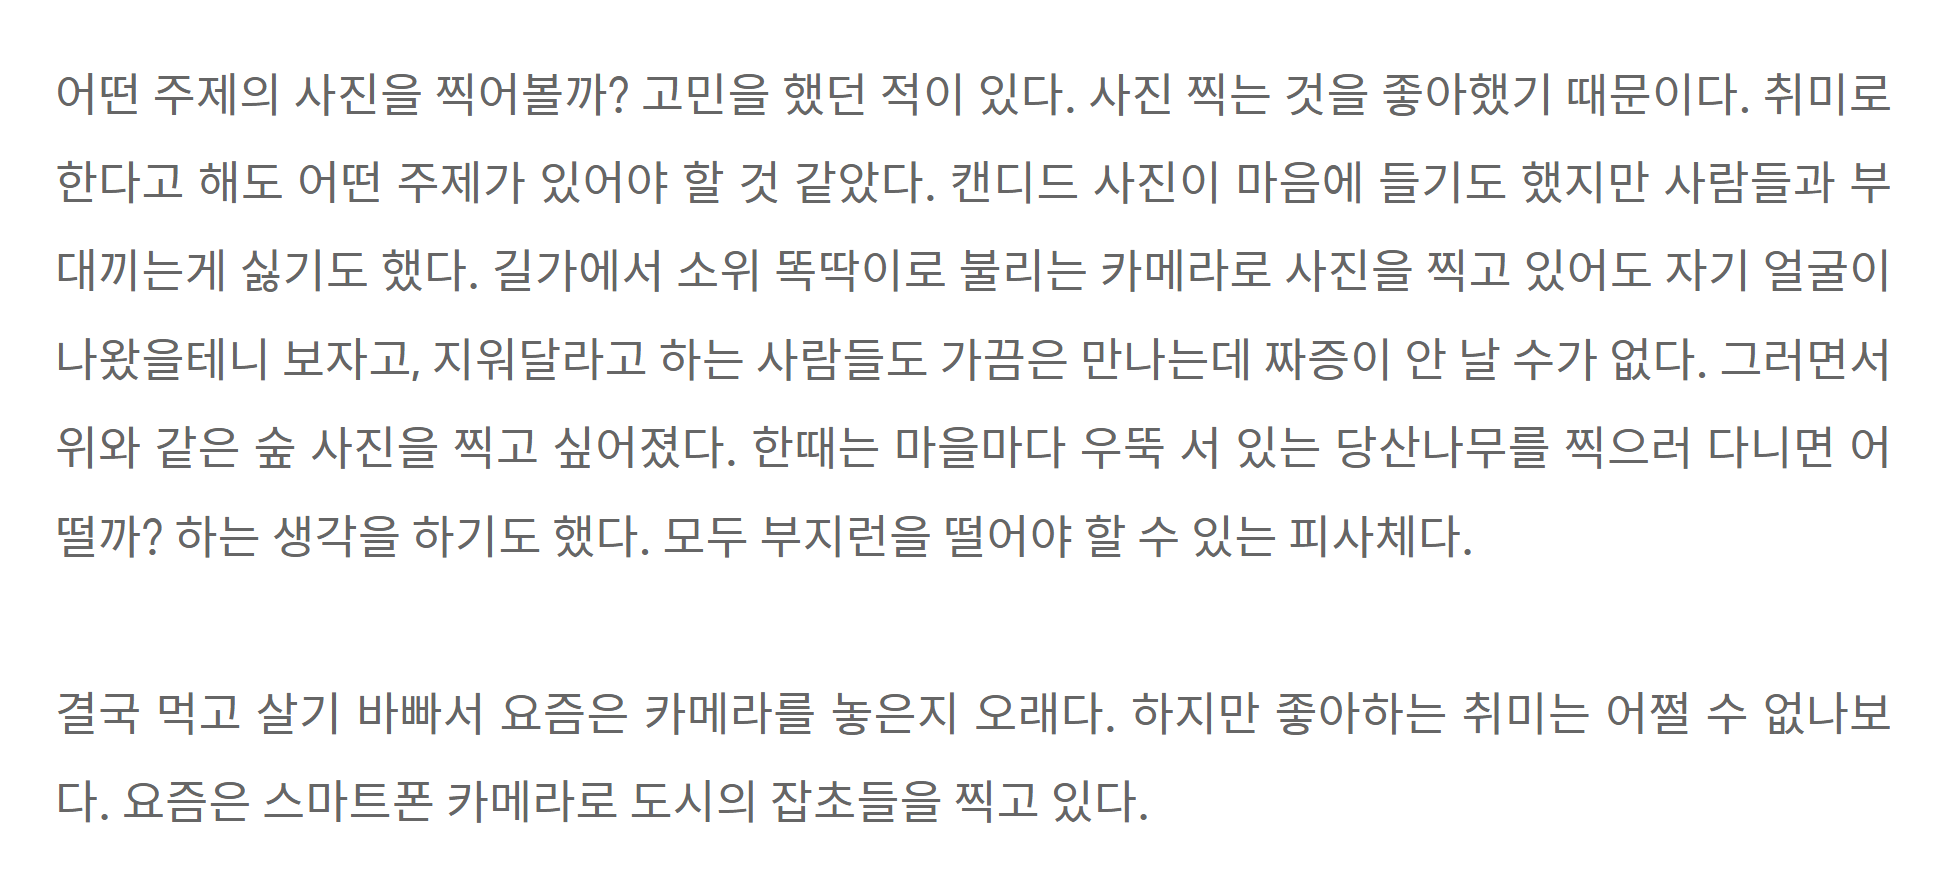 어떤 주제의 사진을 찍어볼까? 고민을 했던 적이 있다. 사진 찍는 것을 좋아했기 때문이다. 취미로
한다고 해도 어떤 주제가 있어야 할 것 같았다. 캔디드 사진이 마음에 들기도 했지만 사람들과 부
대끼는게 싫기도 했다. 길가에서 소위 똑딱이로 불리는 카메라로 사진을 찍고 있어도 자기 얼굴이
나왔을테니 보자고, 지워달라고 하는 사람들도 가끔은 만나는데 짜증이 안 날 수가 없다. 그러면서
위와 같은 숲 사진을 찍고 싶어졌다. 한때는 마을마다 우뚝 서 있는 당산나무를 찍으러 다니면 어
떨까? 하는 생각을 하기도 했다. 모두 부지런을 떨어야 할 수 있는 피사체다.
결국 먹고 살기 바빠서 요즘은 카메라를 놓은지 오래다. 하지만 좋아하는 취미는 어쩔 수 없나보
다. 요즘은 스마트폰 카메라로 도시의 잡초들을 찍고 있다.